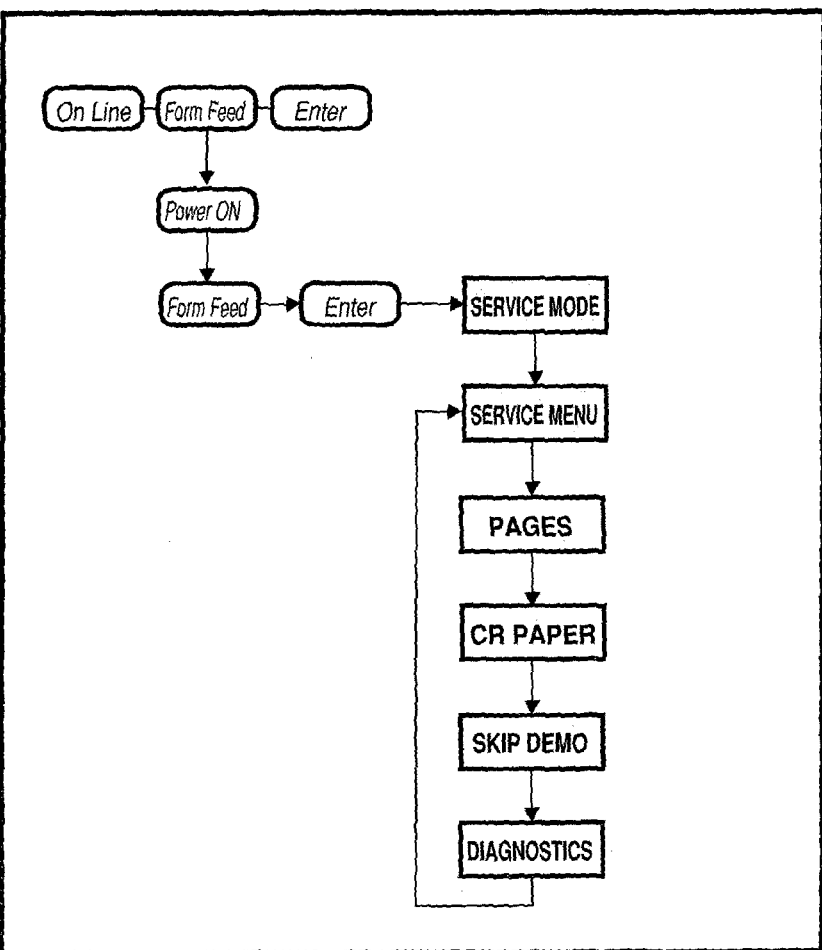 On Line Form Feed Enter
Power ON
Form Feed Enter SERVICE MODE
SERVICE MENU
PAGES
CR PAPER
SKIP DEMO
DIAGNOSTICS